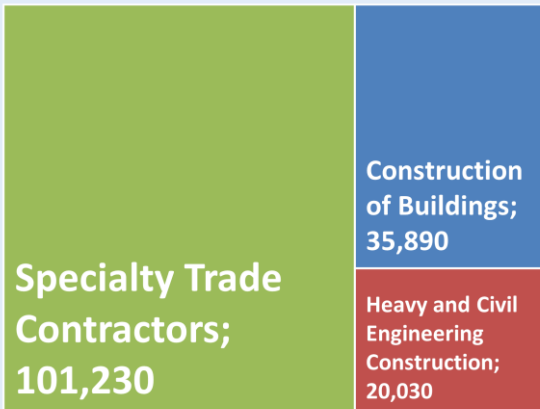 Specialty Trade
Contractors;
101,230
Construction
of Buildings;
35,890
Heavy and Civil
Engineering
Construction;
20,030